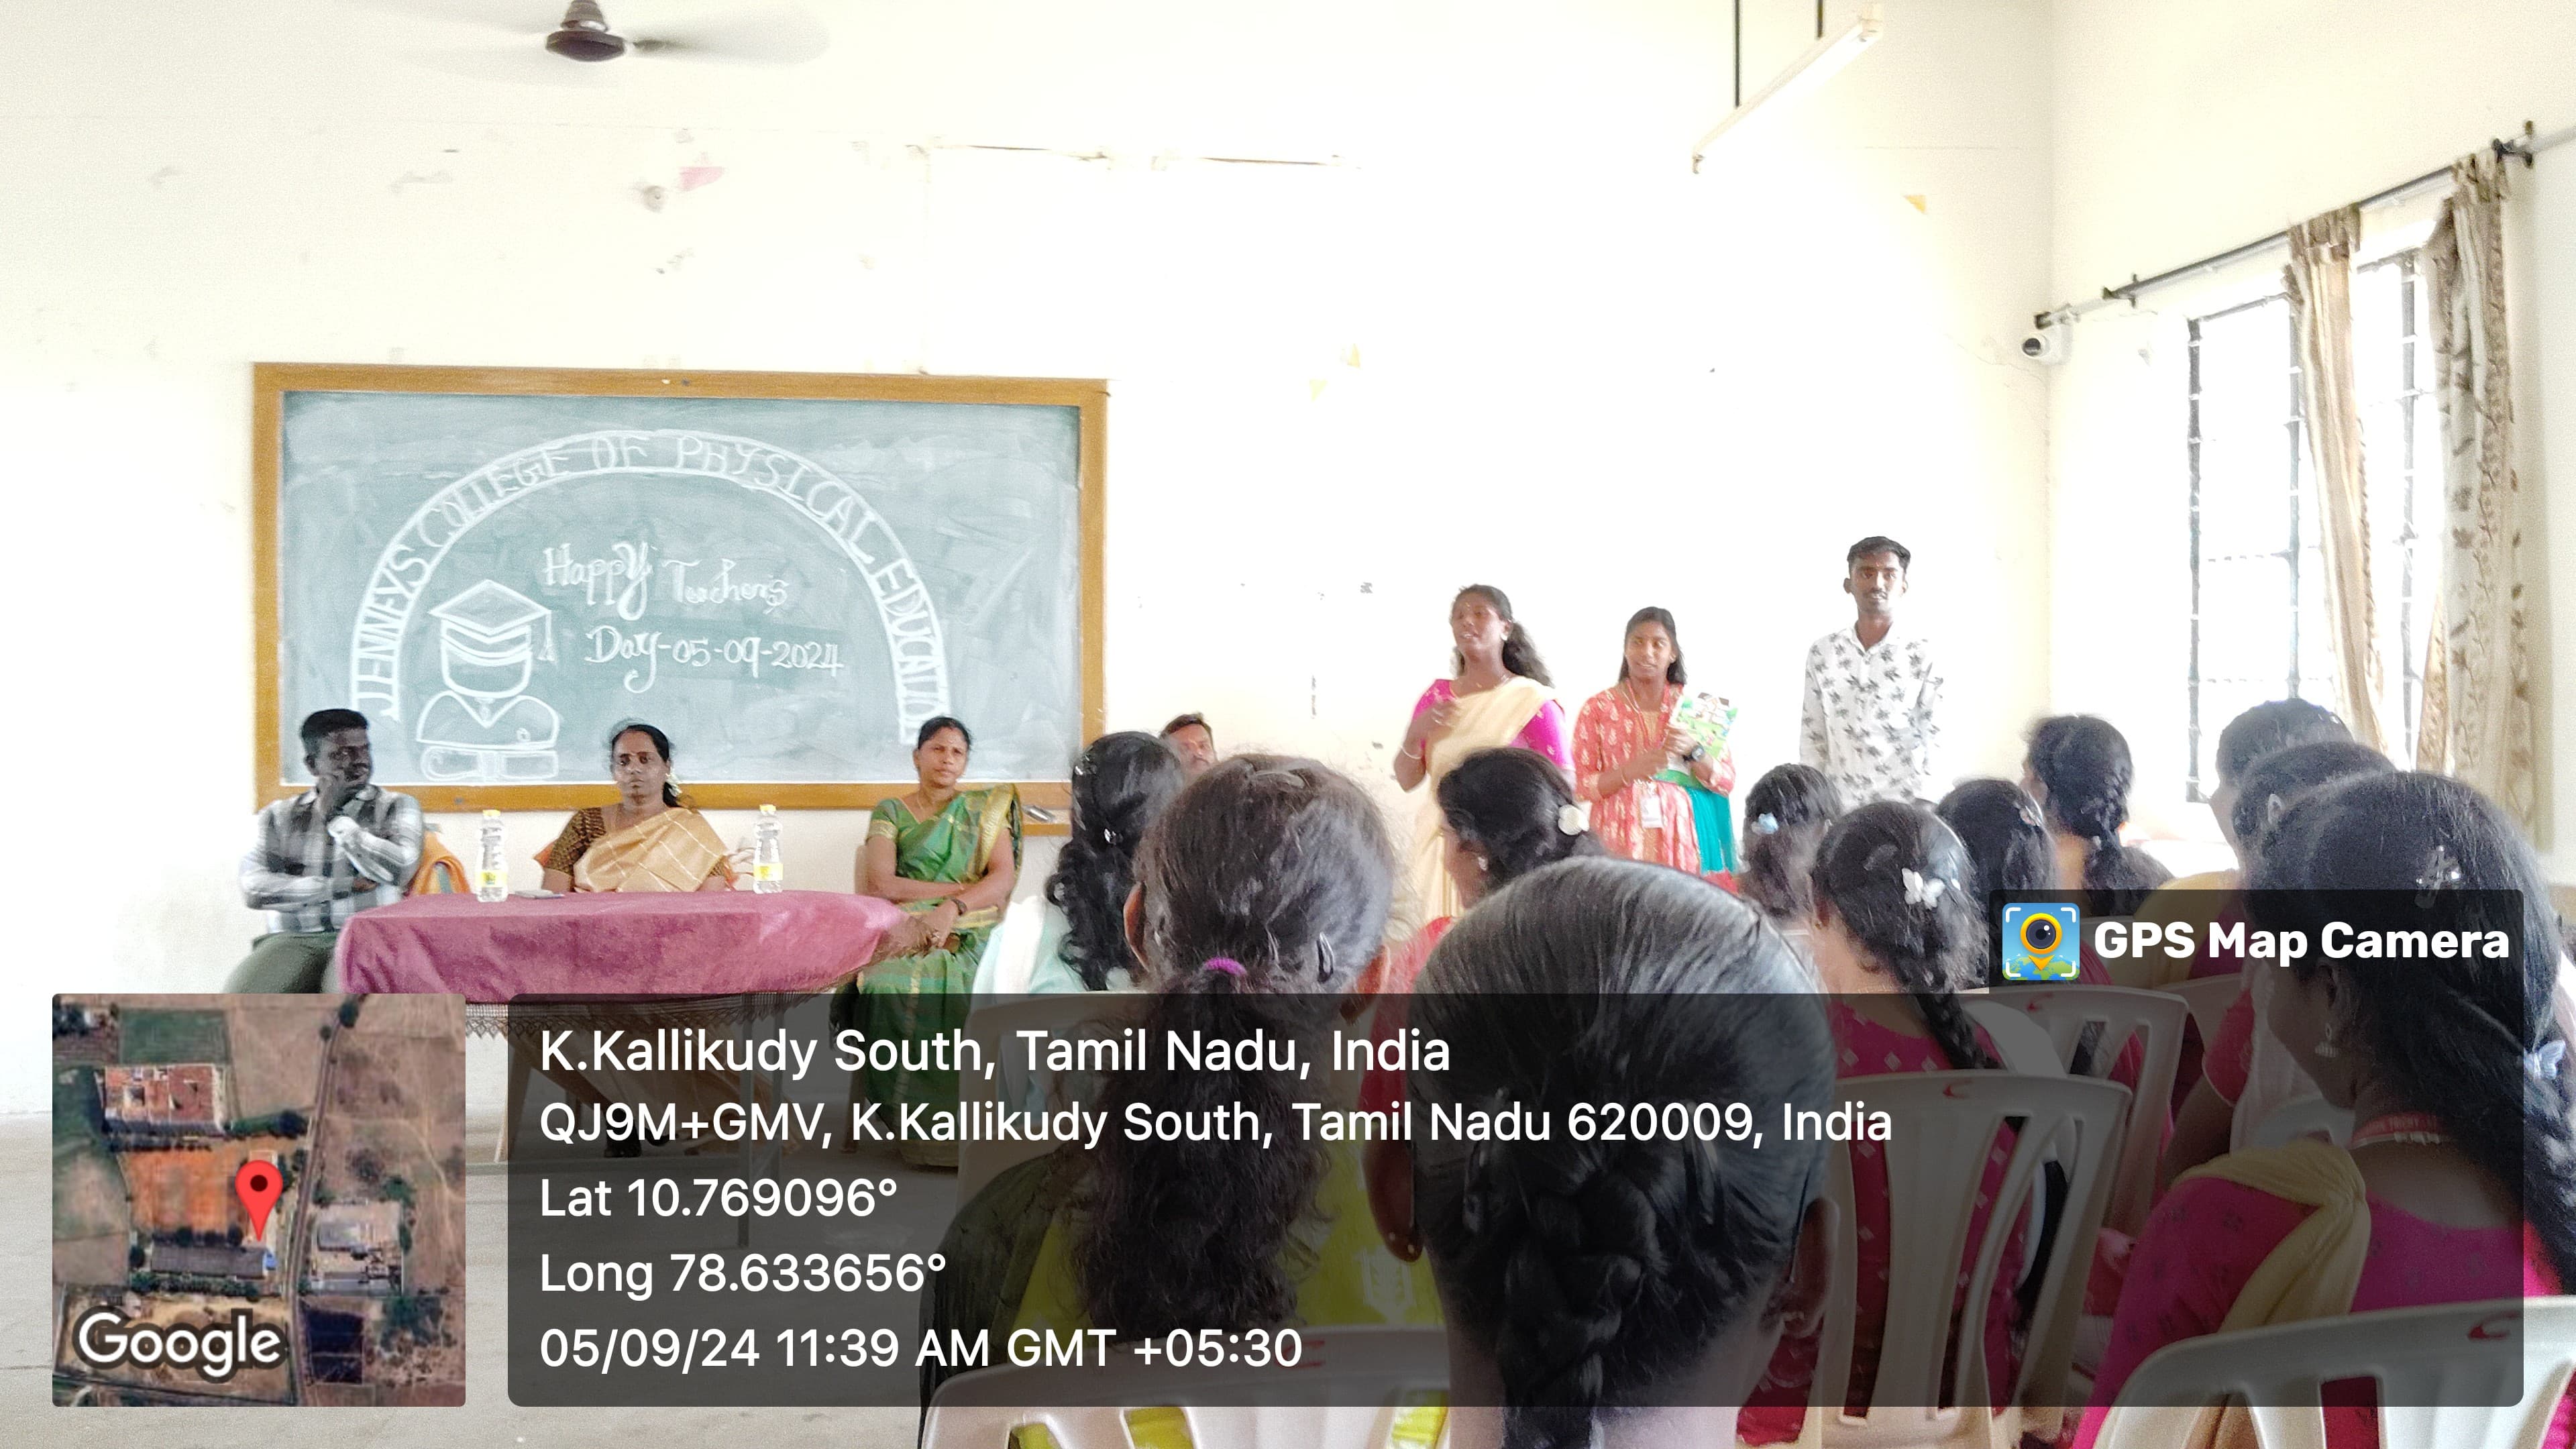 JENNEYS COLLEGE OF PHYSICAL EDUCATION
Happy Teachers
Day-05-09-2024
GPS Map Camera
K.Kallikudy South, Tamil Nadu, India
QJ9M+GMV, K.Kallikudy South, Tamil Nadu 620009, India
Lat 10.769096°
Long 78.633656°
05/09/24 11:39 AM GMT +05:30
Google